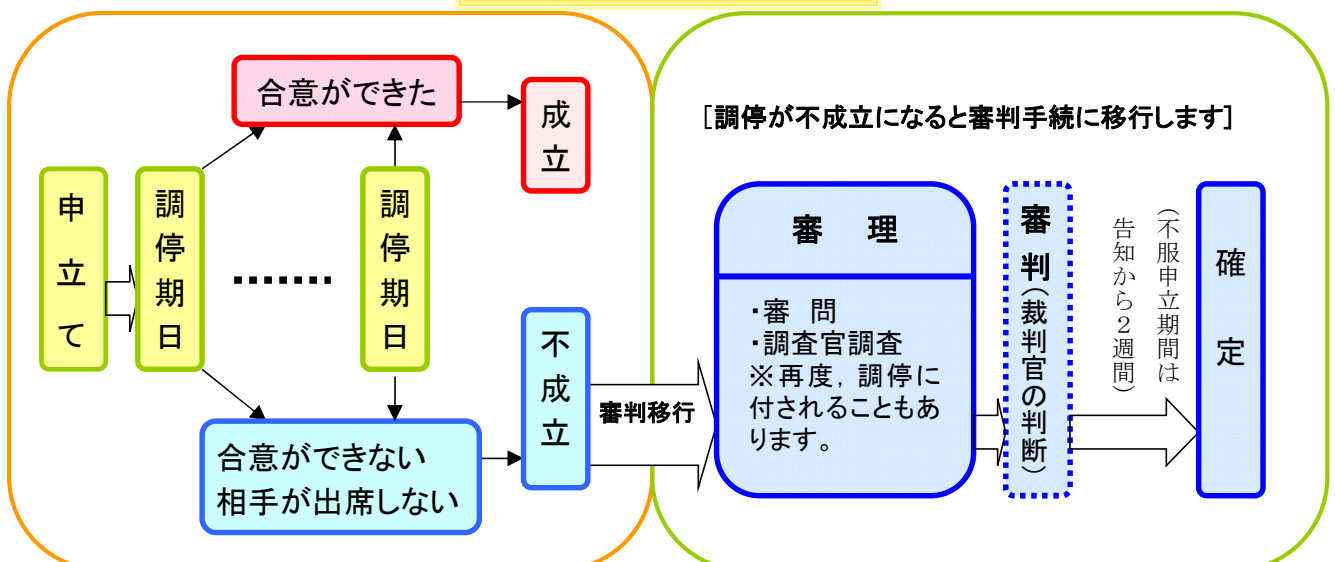 申立て
調停期日
調停期日
合意ができた
成立
合意ができない
相手が出席しない
不成立
審判移行
[調停が不成立になると審判手続に移行します]
審 理
・審 問
・調査官調査
※再度，調停に
付されることもあ
ります。
審判(裁判官の判断)
(不服申立期間は
告知から2週間)
確定